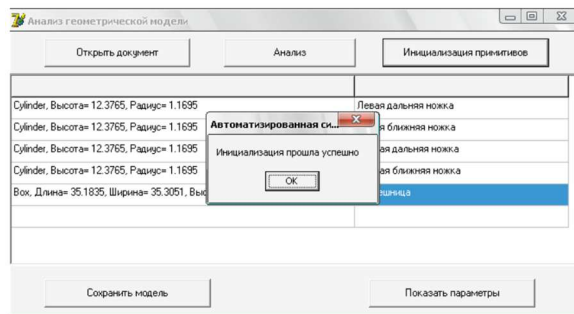 Анализ геометрической модели
Открыть документ
Анализ
Инициализация примитивов
Cylinder, Высота= 12.3765, Радиус= 1.1695
Левая дальняя ножка
Cylinder, Высота= 12.3765, Радиус= 1.1695
ближняя ножка
Cylinder, Высота= 12.3765, Радиус= 1.1695
дальняя ножка
Cylinder, Высота= 12.3765, Радиус= 1.1695
ближняя ножка
Box, Длина= 35.1835, Ширина= 35.3051, Выс
ешница
Автоматизированная си...
Инициализация прошла успешно
OK
Сохранить модель
Показать параметры